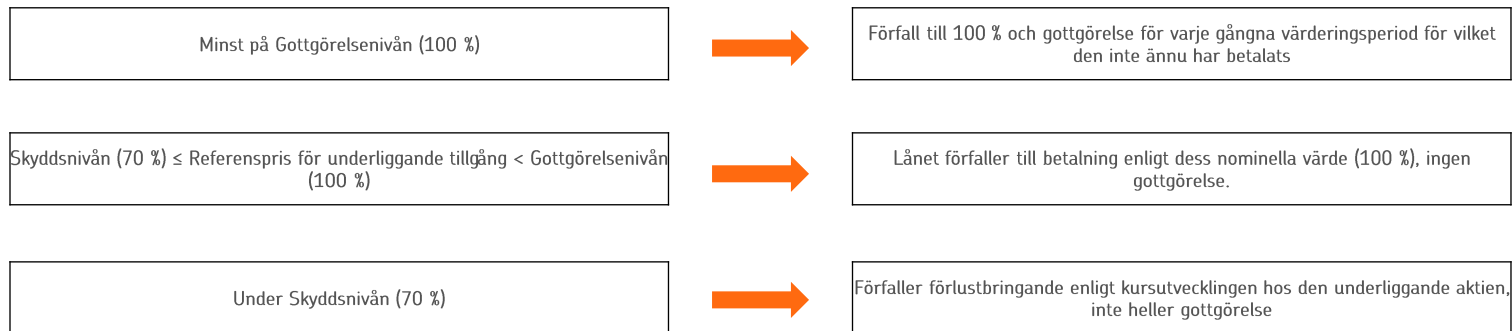 Minst på Gottgörelsenivån (100 %)
Förfall till 100 % och gottgörelse för varje gångna värderingsperiod för vilket
den inte ännu har betalats
Skyddsnivån (70 %) ≤ Referenspris för underliggande tillgång < Gottgörelsenivån
(100 %)
Lånet förfaller till betalning enligt dess nominella värde (100 %), ingen
gottgörelse.
Under Skyddsnivån (70 %)
Förfaller förlustbringande enligt kursutvecklingen hos den underliggande aktien,
inte heller gottgörelse